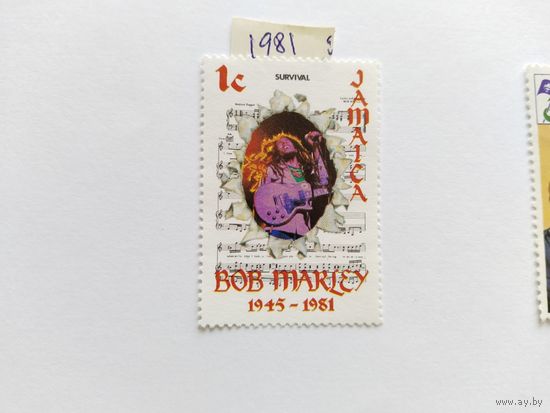 1981
1c
SURVIVAL
JAMAICA
BOB MARLEY
1945-1981
www.ay.by